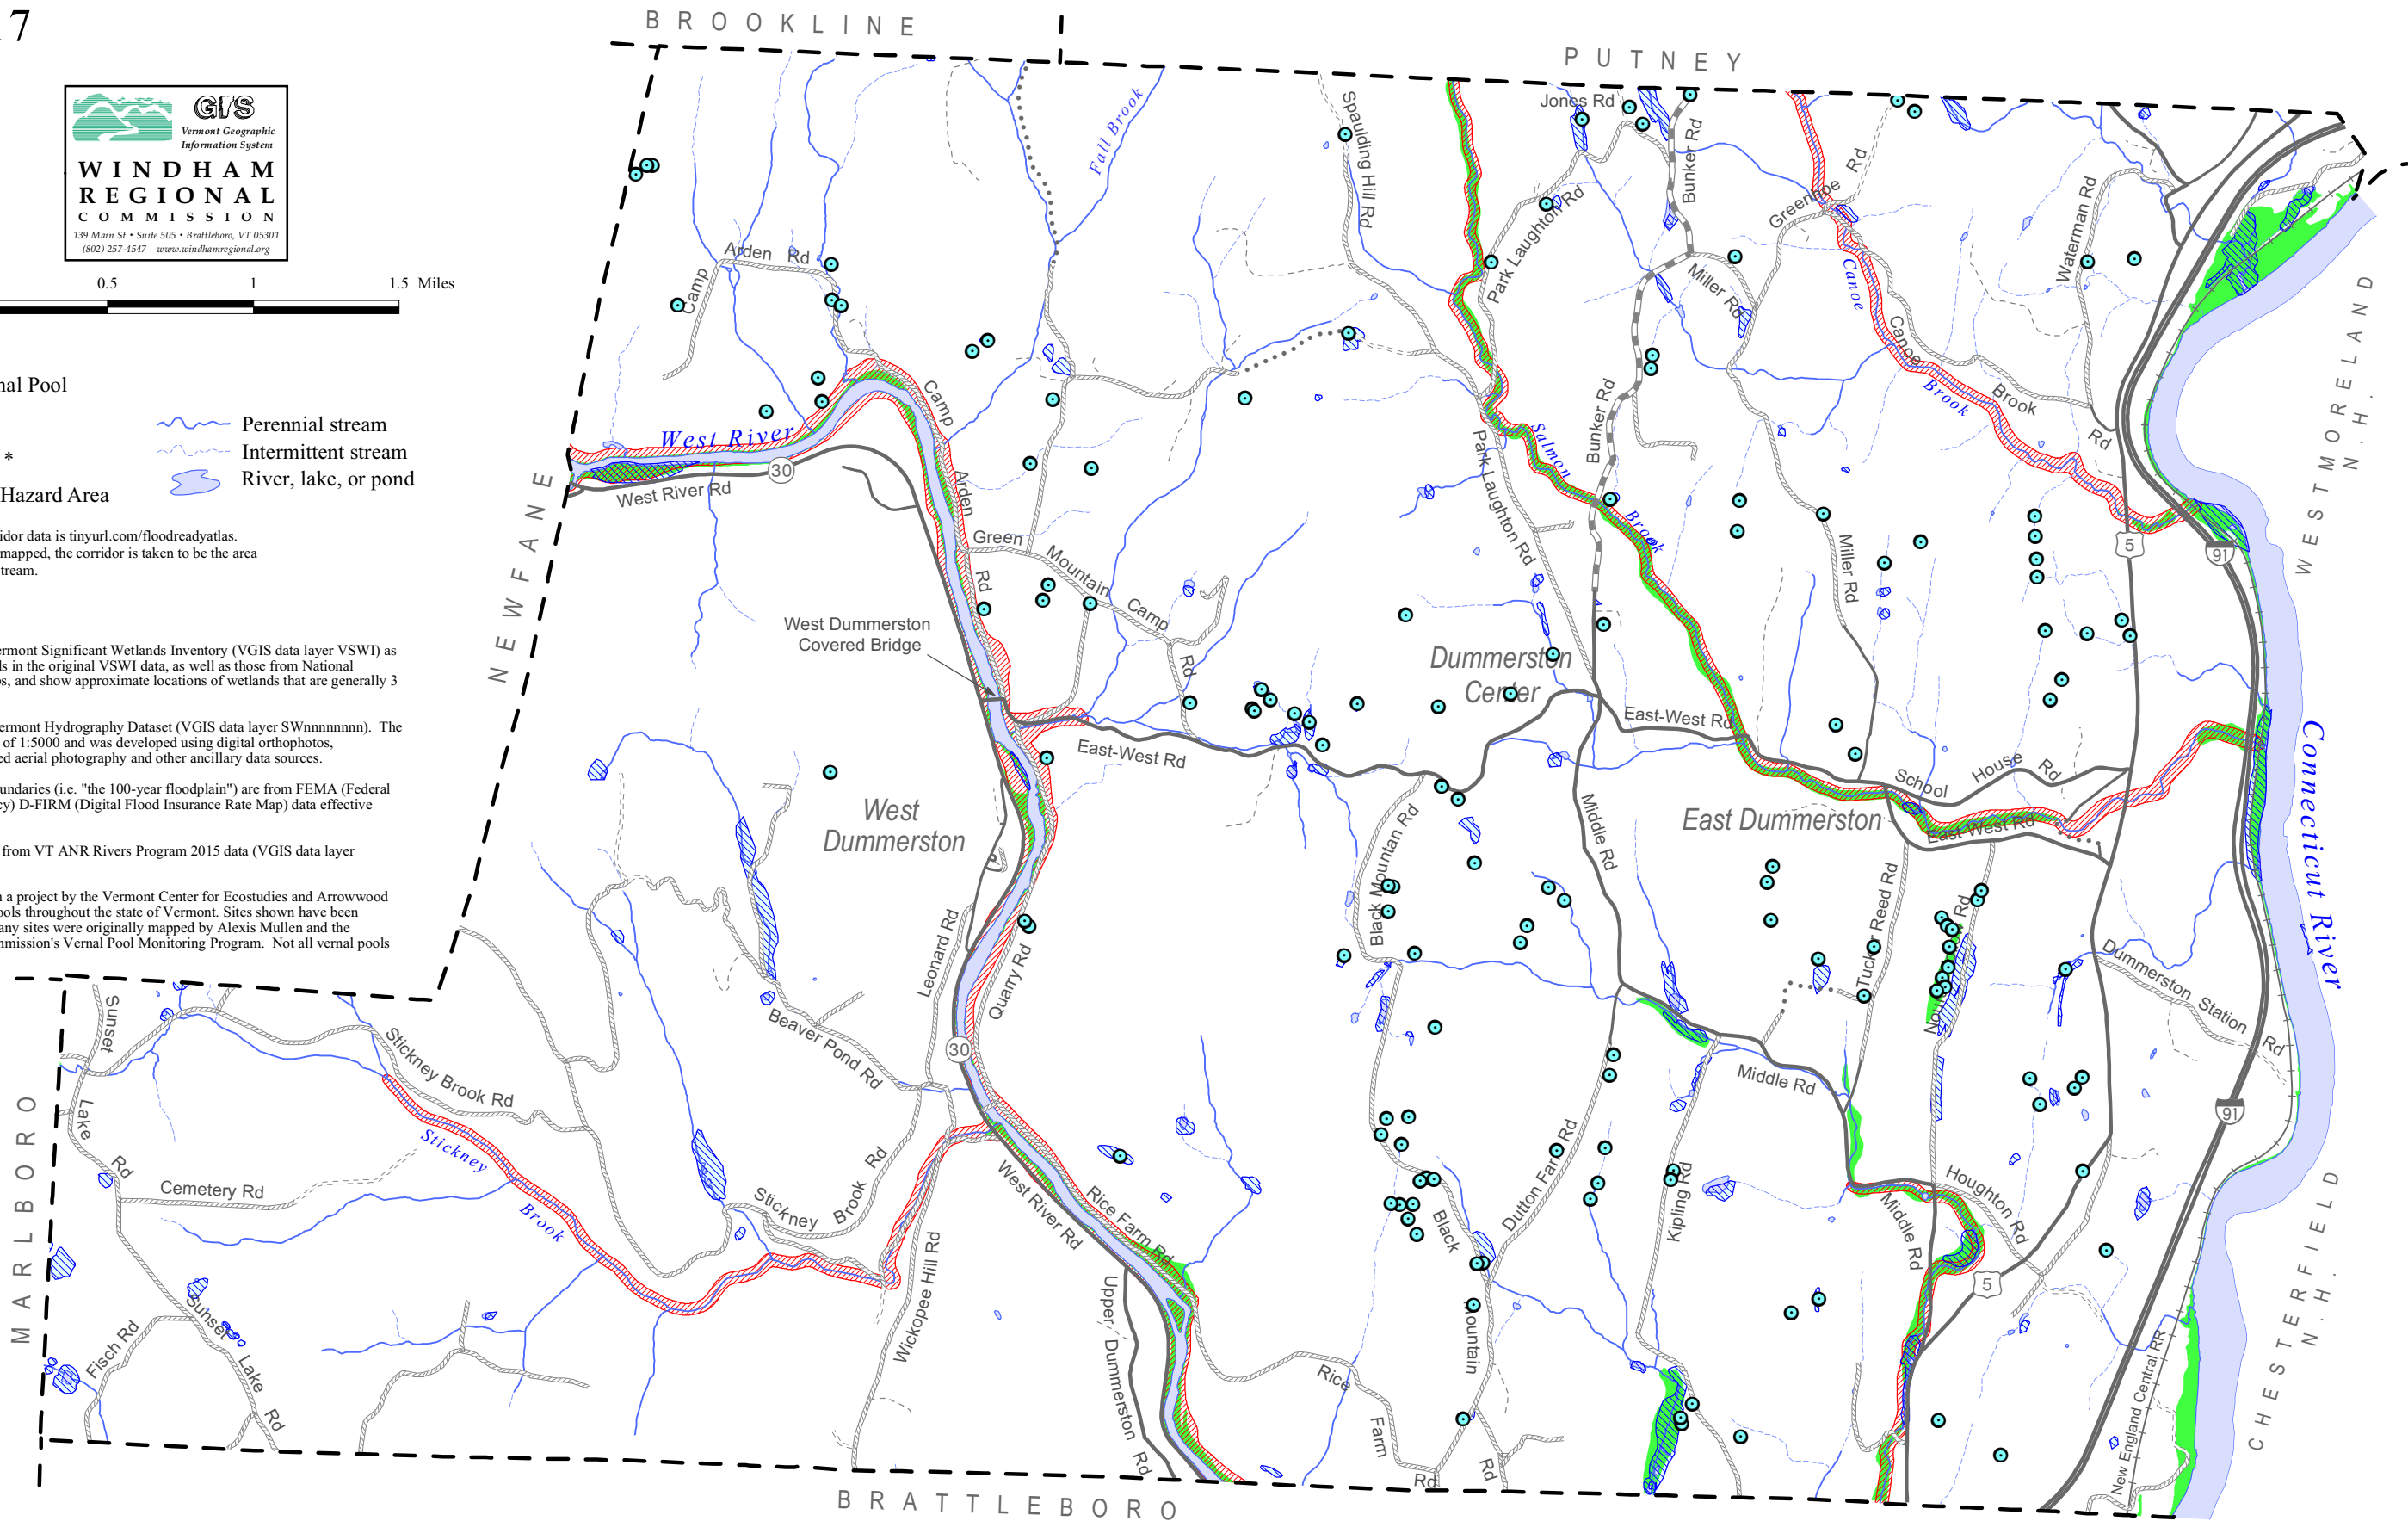 17
BROOKLINE
PUTNEY
GIS
Vermont Geographic
Information System
WINDHAM
REGIONAL
COMMISSION
139 Main St • Suite 505 • Brattleboro, VT 05301
(802) 257-4547 www.windhamregional.org
0.5 1 1.5 Miles
nal Pool
Perennial stream
*
Intermittent stream
Hazard Area
River, lake, or pond
idor data is tinyurl.com/floodreadyatlas.
mapped, the corridor is taken to be the area
tream.
ermont Significant Wetlands Inventory (VGIS data layer VSWI) as
ds in the original VSWI data, as well as those from National
ps, and show approximate locations of wetlands that are generally 3
ermont Hydrography Dataset (VGIS data layer SWnnnnnnn). The
of 1:5000 and was developed using digital orthophotos,
ed aerial photography and other ancillary data sources.
oundaries (i.e. "the 100-year floodplain") are from FEMA (Federal
cy) D-FIRM (Digital Flood Insurance Rate Map) data effective
from VT ANR Rivers Program 2015 data (VGIS data layer
n a project by the Vermont Center for Ecostudies and Arrowwood
ools throughout the state of Vermont. Sites shown have been
any sites were originally mapped by Alexis Mullen and the
mmission's Vernal Pool Monitoring Program. Not all vernal pools
Fall Brook
Spaulding Hill Rd
Jones Rd
Bunker Rd
Park Laughton Rd
Greenhoe Rd
Waterman Rd
Miller Rd
Canoe
Brook
Canoe
Brook
Rd
WESTMORELAND
N.H.
Arden Rd
Camp
West River
30
West River Rd
NEWFANE
Camp
Arden
Rd
Green
Mountain
Camp
Rd
Salmon
Brook
Bunker Rd
Park Laughton Rd
Miller Rd
5
91
West Dummerston
Covered Bridge
Dummerston
Center
East-West Rd
East-West Rd
School House Rd
East-West Rd
East Dummerston
Middle Rd
Connecticut River
West
Dummerston
Black Mountain Rd
Tucker Reed Rd
Rd
Leonard Rd
Quarry Rd
Dummerston Station Rd
Beaver Pond Rd
30
Sunset
Lake
Rd
Stickney Brook Rd
Stickney
Brook
Cemetery Rd
MARLBORO
Middle Rd
91
Stickney
Brook
Rd
West River Rd
Rice Farm Rd
Dutton Farm Rd
Kipling Rd
Houghton Rd
Middle Rd
5
Black
Mountain
Rd
Wickopee Hill Rd
Upper Dummerston Rd
Fisch Rd
Sunset
Lake
Rd
Rice
Farm
Rd
New England Central RR
CHESTERFIELD
N.H.
BRATTLEBORO